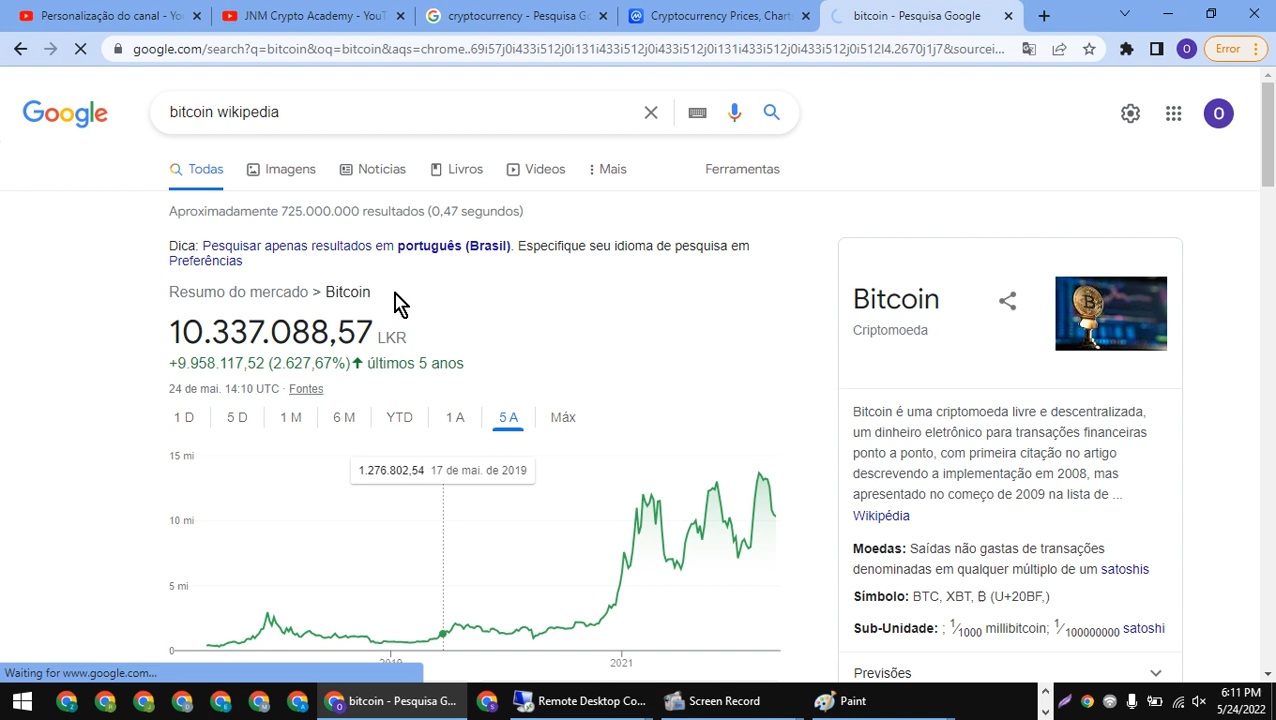 Personalização do canal - Yo
JNM Crypto Academy - YouT
cryptocurrency - Pesquisa G
Cryptocurrency Prices, Chart
bitcoin - Pesquisa Google
google.com/search?q=bitcoin&oq=bitcoin&aqs=chrome..69i57j0i433i512j0i131i433i512j0i433i512j0i131i433i512j0i433i512l4.2670j1j7&sourcei...
O
Error
Google
bitcoin wikipedia
O
Todas
Imagens
Notícias
Livros
Videos
Mais
Ferramentas
Aproximadamente 725.000.000 resultados (0,47 segundos)
Dica: Pesquisar apenas resultados em português (Brasil). Especifique seu idioma de pesquisa em
Preferências
Resumo do mercado > Bitcoin
10.337.088,57 LKR
+9.958.117,52 (2.627,67%) últimos 5 anos
24 de mai. 14:10 UTC · Fontes
1 D
5 D
1 M
6 M
YTD
1 A
5 A
Máx
15 mi
1.276.802,54 17 de mai. de 2019
10 mi
5 mi
0
2019
2021
Bitcoin
Criptomoeda
Bitcoin é uma criptomoeda livre e descentralizada,
um dinheiro eletrônico para transações financeiras
ponto a ponto, com primeira citação no artigo
descrevendo a implementação em 2008, mas
apresentado no começo de 2009 na lista de ...
Wikipédia
Moedas: Saídas não gastas de transações
denominadas em qualquer múltiplo de um satoshis
Símbolo: BTC, XBT, ₿ (U+20BF,)
Sub-Unidade: ; 1/1000 millibitcoin; 1/100000000 satoshi
Previsões
Waiting for www.google.com...
bitcoin - Pesquisa G...
Remote Desktop Co...
Screen Record
Paint
6:11 PM
5/24/2022